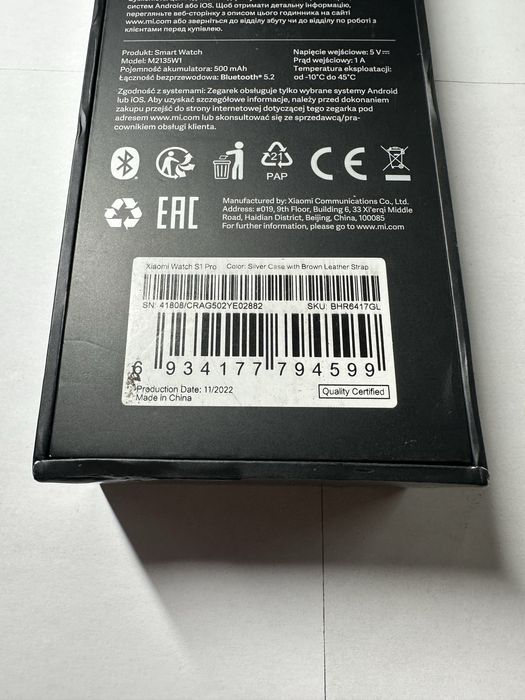 систем Android або iOS. Щоб отримати детальну інформацію,
перегляньте веб-сторінку з описом цього годинника на сайті
www.mi.com або зверніться до відділу збуту чи до відділу по роботі з
клієнтами перед купівлею.
Produkt: Smart Watch
Model: M2135W1
Pojemność akumulatora: 500 mAh
Łączność bezprzewodowa: Bluetooth® 5.2
Napięcie wejściowe: 5 V⎓
Prąd wejściowy: 1 A
Temperatura eksploatacji:
od -10°C do 45°C
Zgodność z systemami: Zegarek obsługuje tylko wybrane systemy Android
lub iOS. Aby uzyskać szczegółowe informacje, należy przed dokonaniem
zakupu przejść do strony internetowej dotyczącej tego zegarka pod
adresem www.mi.com lub skonsultować się ze sprzedawcą/pra-
cownikiem obsługi klienta.
21
PAP
CE
EAC
Manufactured by: Xiaomi Communications Co., Ltd.
Address: #019, 9th Floor, Building 6, 33 Xi'erqi Middle
Road, Haidian District, Beijing, China, 100085
For further information, please go to www.mi.com
Xiaomi Watch S1 Pro Color: Silver Case with Brown Leather Strap
SN: 41808/CRAG502YE02882 SKU: BHR6417GL
6 934177 794599
Production Date: 11/2022
Made in China
Quality Certified